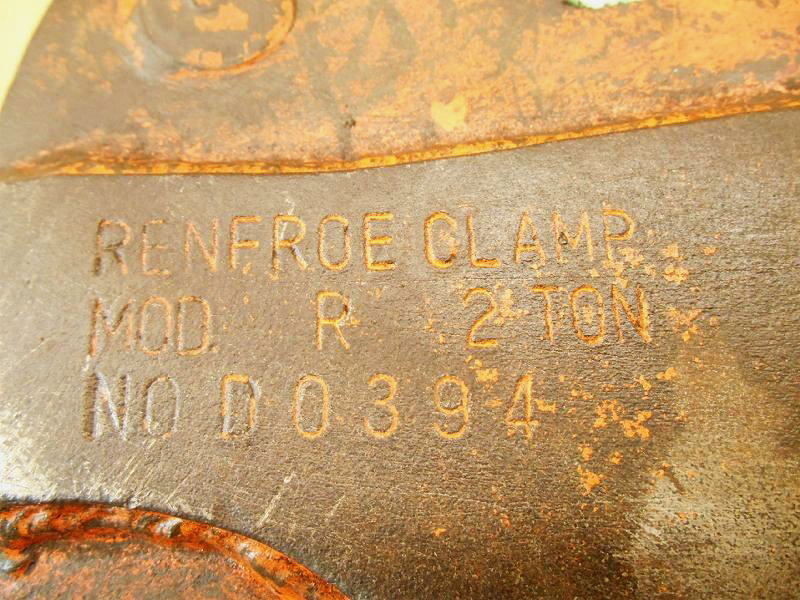 RENFROE CLAMP
MOD. R 2 TON
NO D0394